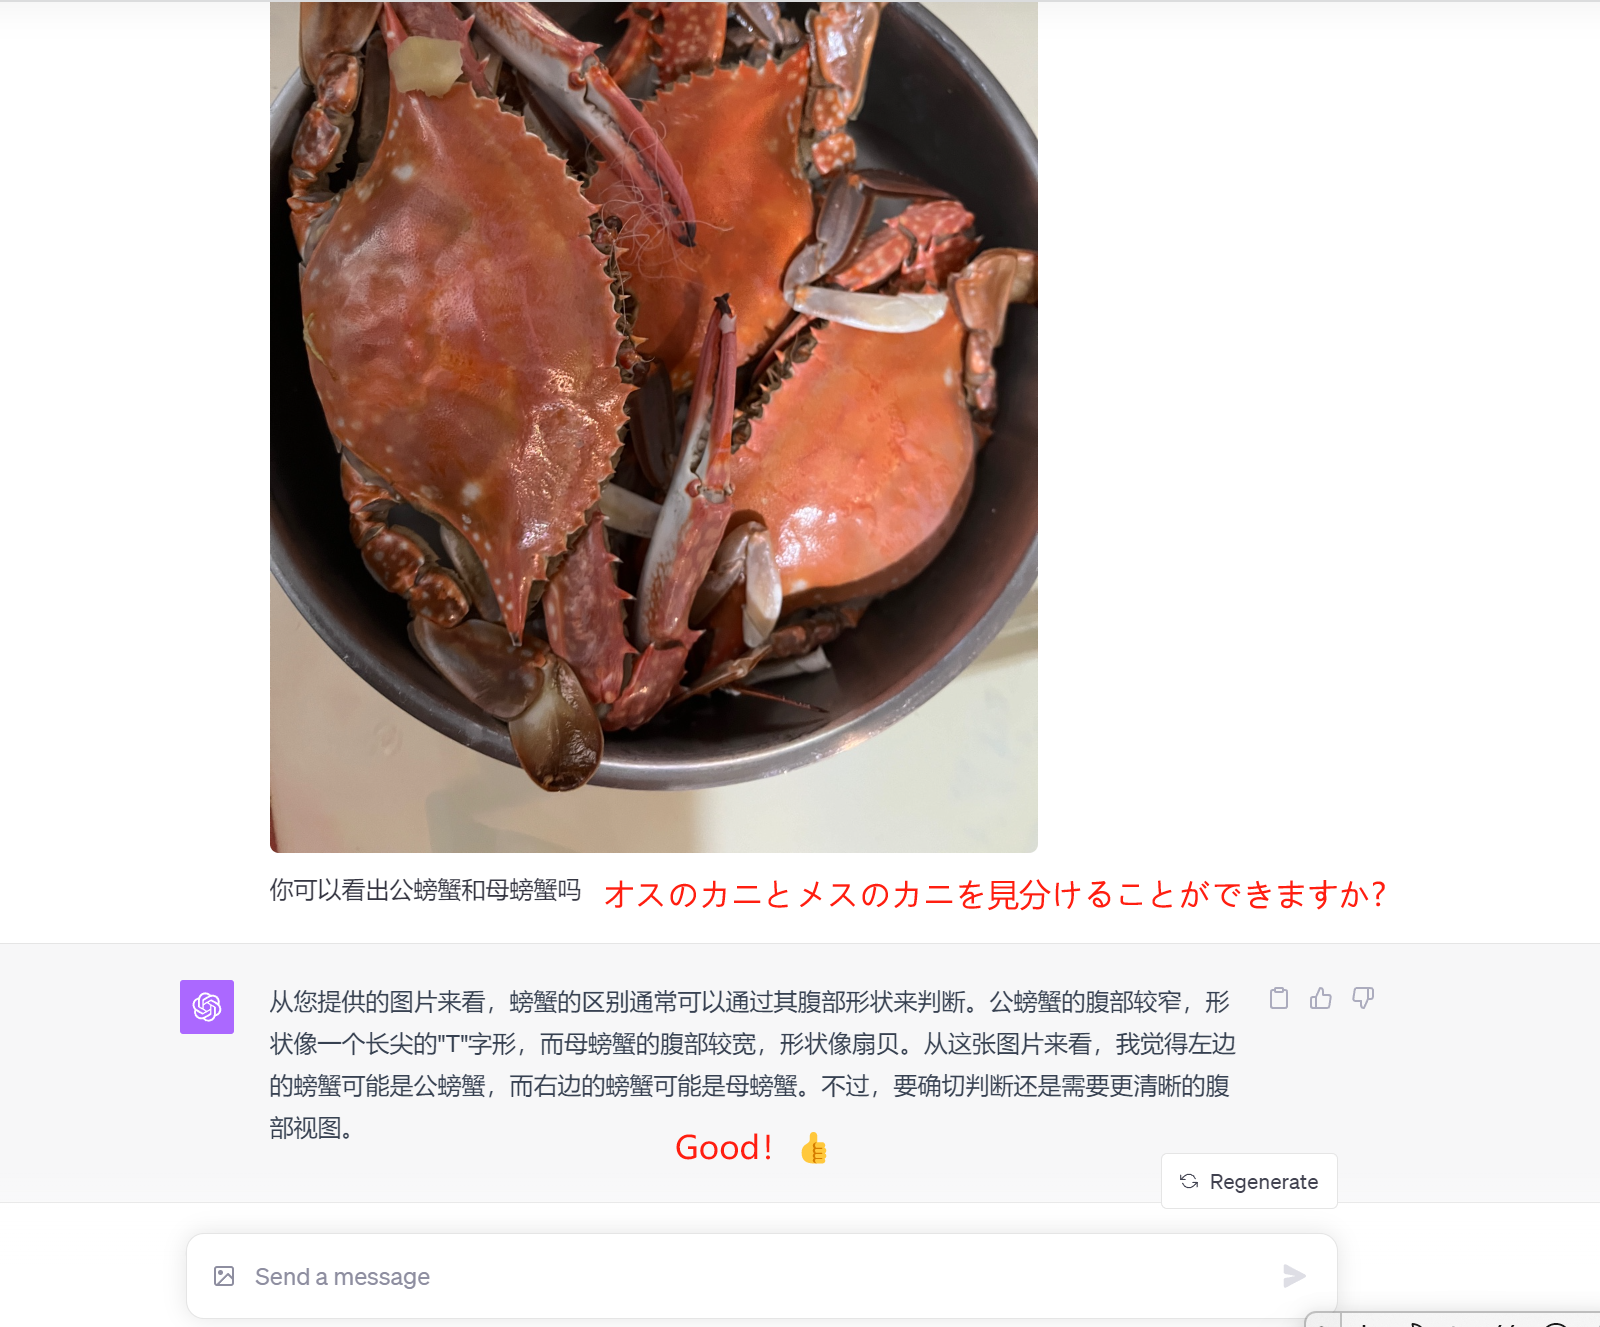 你可以看出公螃蟹和母螃蟹吗 オスのカニとメスのカニを見分けることができますか?
从您提供的图片来看，螃蟹的区别通常可以通过其腹部形状来判断。公螃蟹的腹部较窄，形
状像一个长尖的"T"字形，而母螃蟹的腹部较宽，形状像扇贝。从这张图片来看，我觉得左边
的螃蟹可能是公螃蟹，而右边的螃蟹可能是母螃蟹。不过，要确切判断还是需要更清晰的腹
部视图。
Good! 👍
Regenerate
Send a message